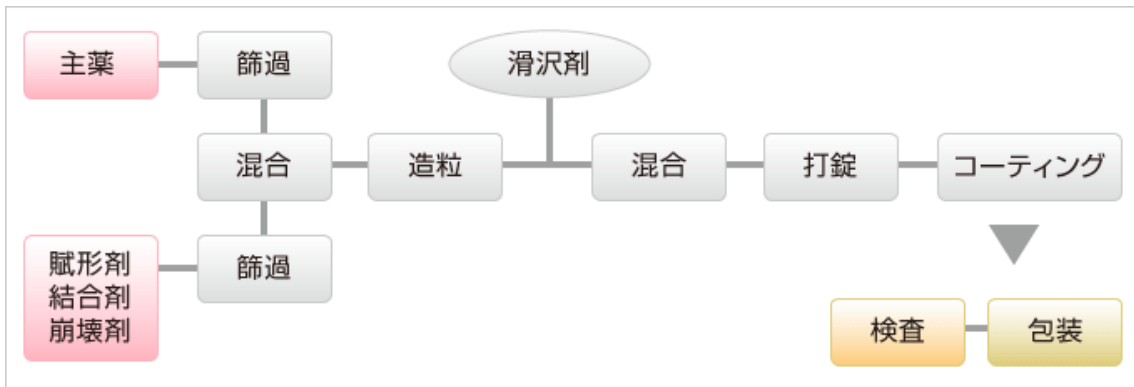 主薬
篩過
滑沢剤
混合
造粒
混合
打錠
コーティング
賦形剤
結合剤
崩壊剤
篩過
検査
包装